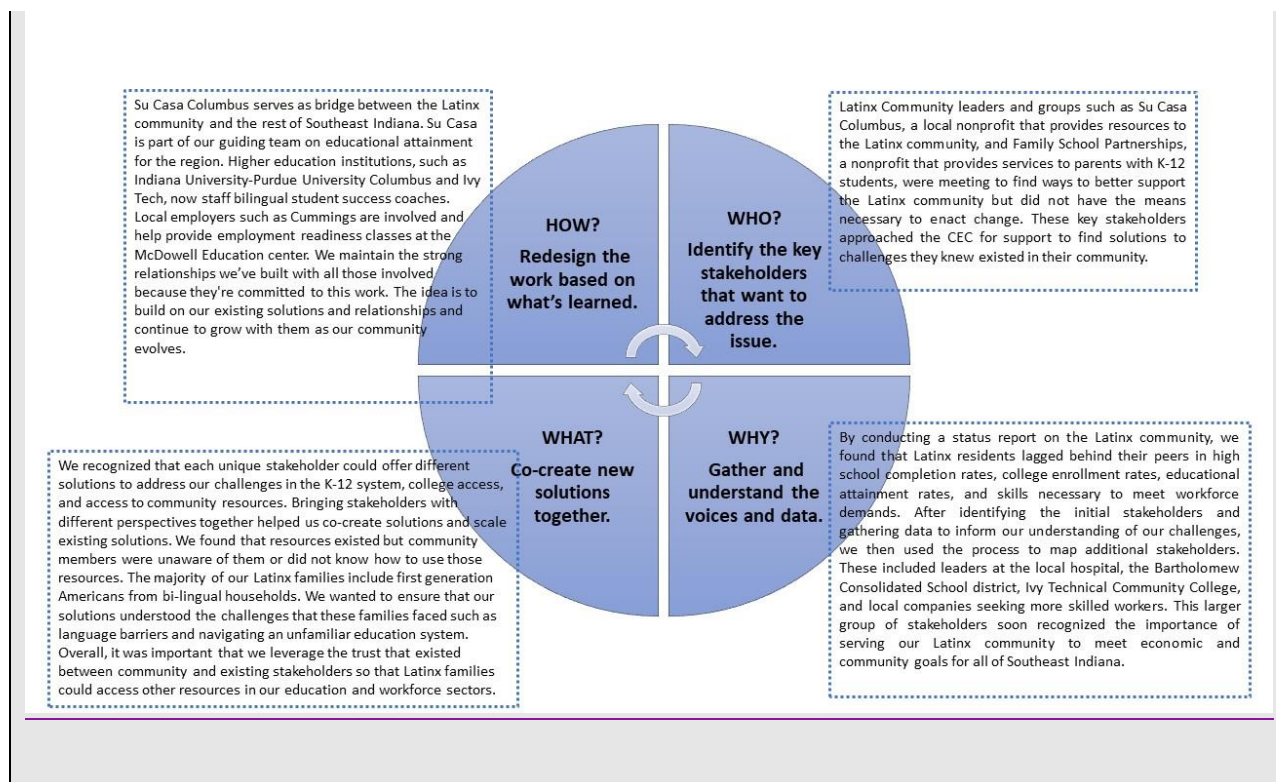 Su Casa Columbus serves as bridge between the Latinx
community and the rest of Southeast Indiana. Su Casa
is part of our guiding team on educational attainment
for the region. Higher education institutions, such as
Indiana University-Purdue University Columbus and Ivy
Tech, now staff bilingual student success coaches.
Local employers such as Cummings are involved and
help provide employment readiness classes at the
McDowell Education center. We maintain the strong
relationships we've built with all those involved
because they're committed to this work. The idea is to
build on our existing solutions and relationships and
continue to grow with them as our community
evolves.
HOW?
Redesign the
work based on
what's learned.
WHO?
Identify the key
stakeholders
that want to
address the
issue.
Latinx Community leaders and groups such as Su Casa
Columbus, a local nonprofit that provides resources to
the Latinx community, and Family School Partnerships,
a nonprofit that provides services to parents with K-12
students, were meeting to find ways to better support
the Latinx community but did not have the means
necessary to enact change. These key stakeholders
approached the CEC for support to find solutions to
challenges they knew existed in their community.
We recognized that each unique stakeholder could offer different
solutions to address our challenges in the K-12 system, college access,
and access to community resources. Bringing stakeholders with
different perspectives together helped us co-create solutions and scale
existing solutions. We found that resources existed but community
members were unaware of them or did not know how to use those
resources. The majority of our Latinx families include first generation
Americans from bi-lingual households. We wanted to ensure that our
solutions understood the challenges that these families faced such as
language barriers and navigating an unfamiliar education system.
Overall, it was important that we leverage the trust that existed
between community and existing stakeholders so that Latinx families
could access other resources in our education and workforce sectors.
WHAT?
Co-create new
solutions
together.
WHY?
Gather and
understand the
voices and data.
By conducting a status report on the Latinx community, we
found that Latinx residents lagged behind their peers in high
school completion rates, college enrollment rates, educational
attainment rates, and skills necessary to meet workforce
demands. After identifying the initial stakeholders and
gathering data to inform our understanding of our challenges,
we then used the process to map additional stakeholders.
These included leaders at the local hospital, the Bartholomew
Consolidated School district, Ivy Technical Community College,
and local companies seeking more skilled workers. This larger
group of stakeholders soon recognized the importance of
serving our Latinx community to meet economic and
community goals for all of Southeast Indiana.